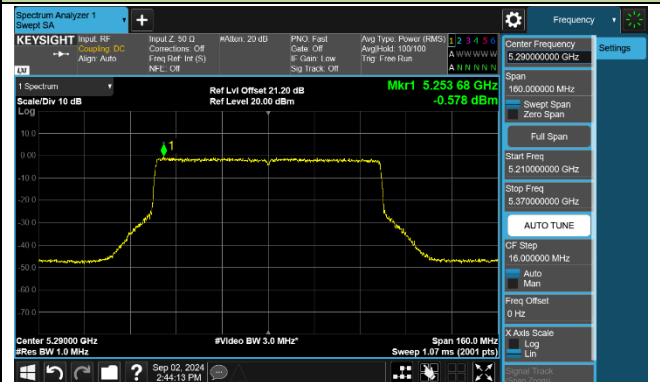 Spectrum Analyzer 1
Swept SA
+
Frequency
KEYSIGHT
Input: RF
Coupling: DC
Align: Auto
Input Z: 50 Ω
Corrections: Off
Freq Ref: Int (S)
NFE: Off
#Atten: 20 dB
PNO: Fast
Gate: Off
IF Gain: Low
Sig Track: Off
Avg Type: Power (RMS)
Avg|Hold: 100/100
Trig: Free Run
1 2 3 4 5 6
A W W W W W
A N N N N N
LXI
1 Spectrum
Scale/Div 10 dB
Log
Ref Lvl Offset 21.20 dB
Ref Level 20.00 dBm
Mkr1 5.253 68 GHz
-0.578 dBm
1
10.0
0.00
-10.0
-20.0
-30.0
-40.0
-50.0
-60.0
-70.0
Center 5.29000 GHz
#Res BW 1.0 MHz
#Video BW 3.0 MHz*
Span 160.0 MHz
Sweep 1.07 ms (2001 pts)
Sep 02, 2024
2:44:13 PM
?
Center Frequency
5.290000000 GHz
Settings
Span
160.000000 MHz
Swept Span
Zero Span
Full Span
Start Freq
5.210000000 GHz
Stop Freq
5.370000000 GHz
AUTO TUNE
CF Step
16.000000 MHz
Auto
Man
Freq Offset
0 Hz
X Axis Scale
Log
Lin
Signal Track